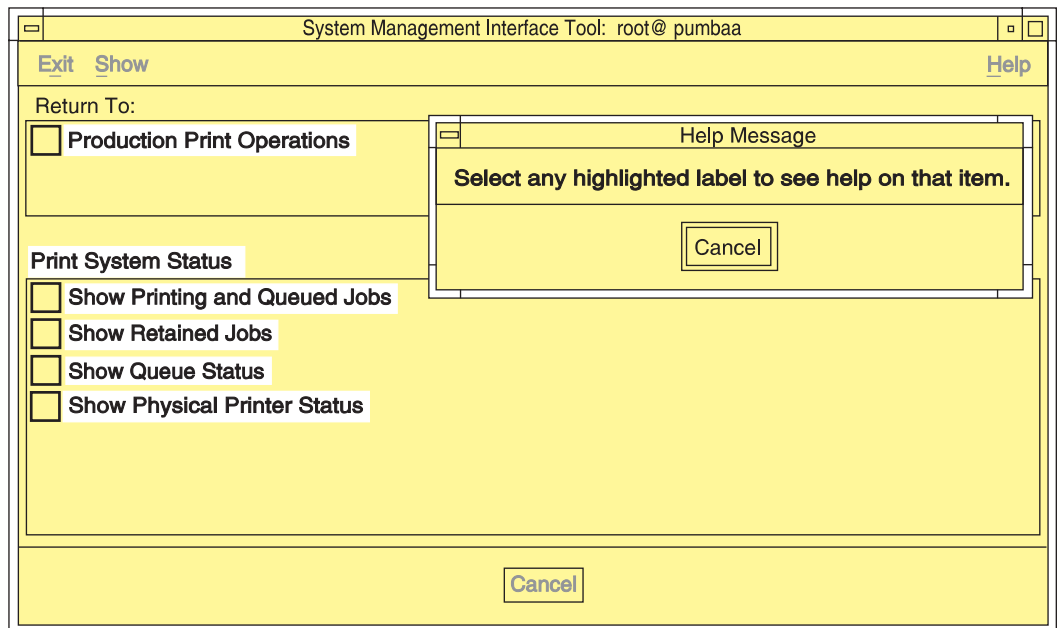 System Management Interface Tool: root@ pumbaa
Exit Show Help
Return To:
Production Print Operations
Help Message
Select any highlighted label to see help on that item.
Cancel
Print System Status
Show Printing and Queued Jobs
Show Retained Jobs
Show Queue Status
Show Physical Printer Status
Cancel